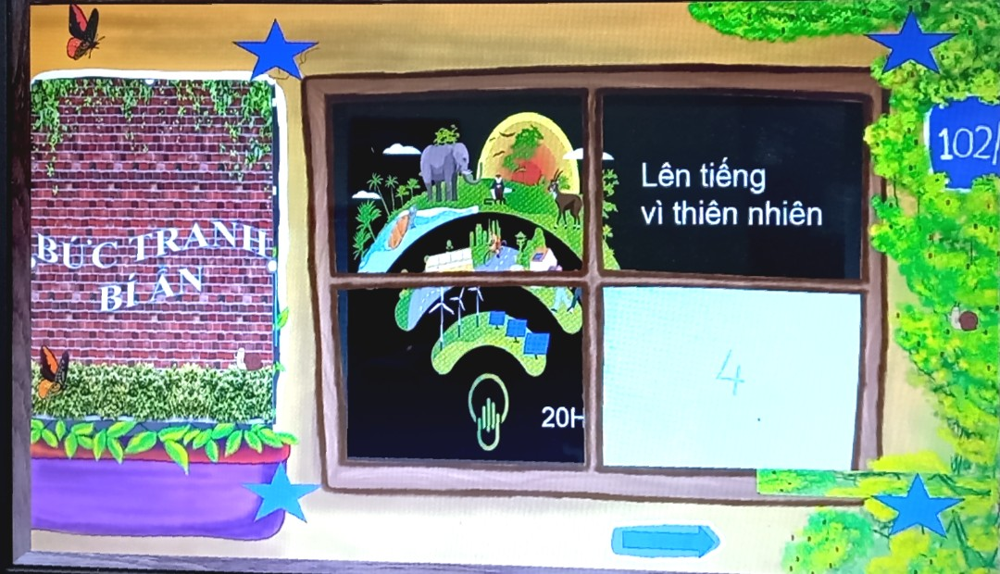 BỨC TRANH
BÍ ẨN
Lên tiếng
vì thiên nhiên
102/
4
20H